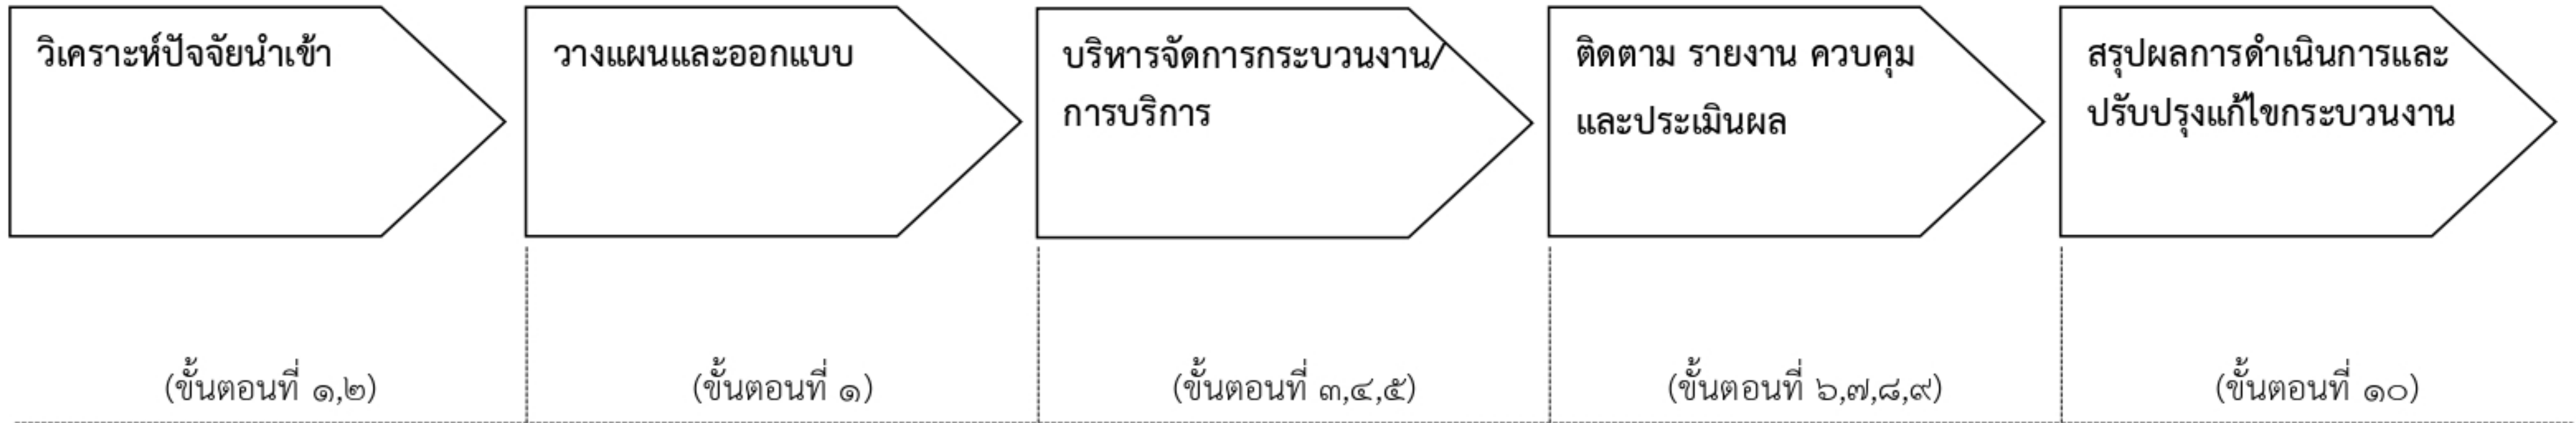 วิเคราะห์ปัจจัยนำเข้า
วางแผนและออกแบบ
บริหารจัดการกระบวนงาน/
การบริการ
ติดตาม รายงาน ควบคุม
และประเมินผล
สรุปผลการดำเนินการและ
ปรับปรุงแก้ไขกระบวนงาน
(ขั้นตอนที่ ๑,๒)
(ขั้นตอนที่ ๑)
(ขั้นตอนที่ ๓,๔,๕)
(ขั้นตอนที่ ๖,๗,๘,๙)
(ขั้นตอนที่ ๑๐)